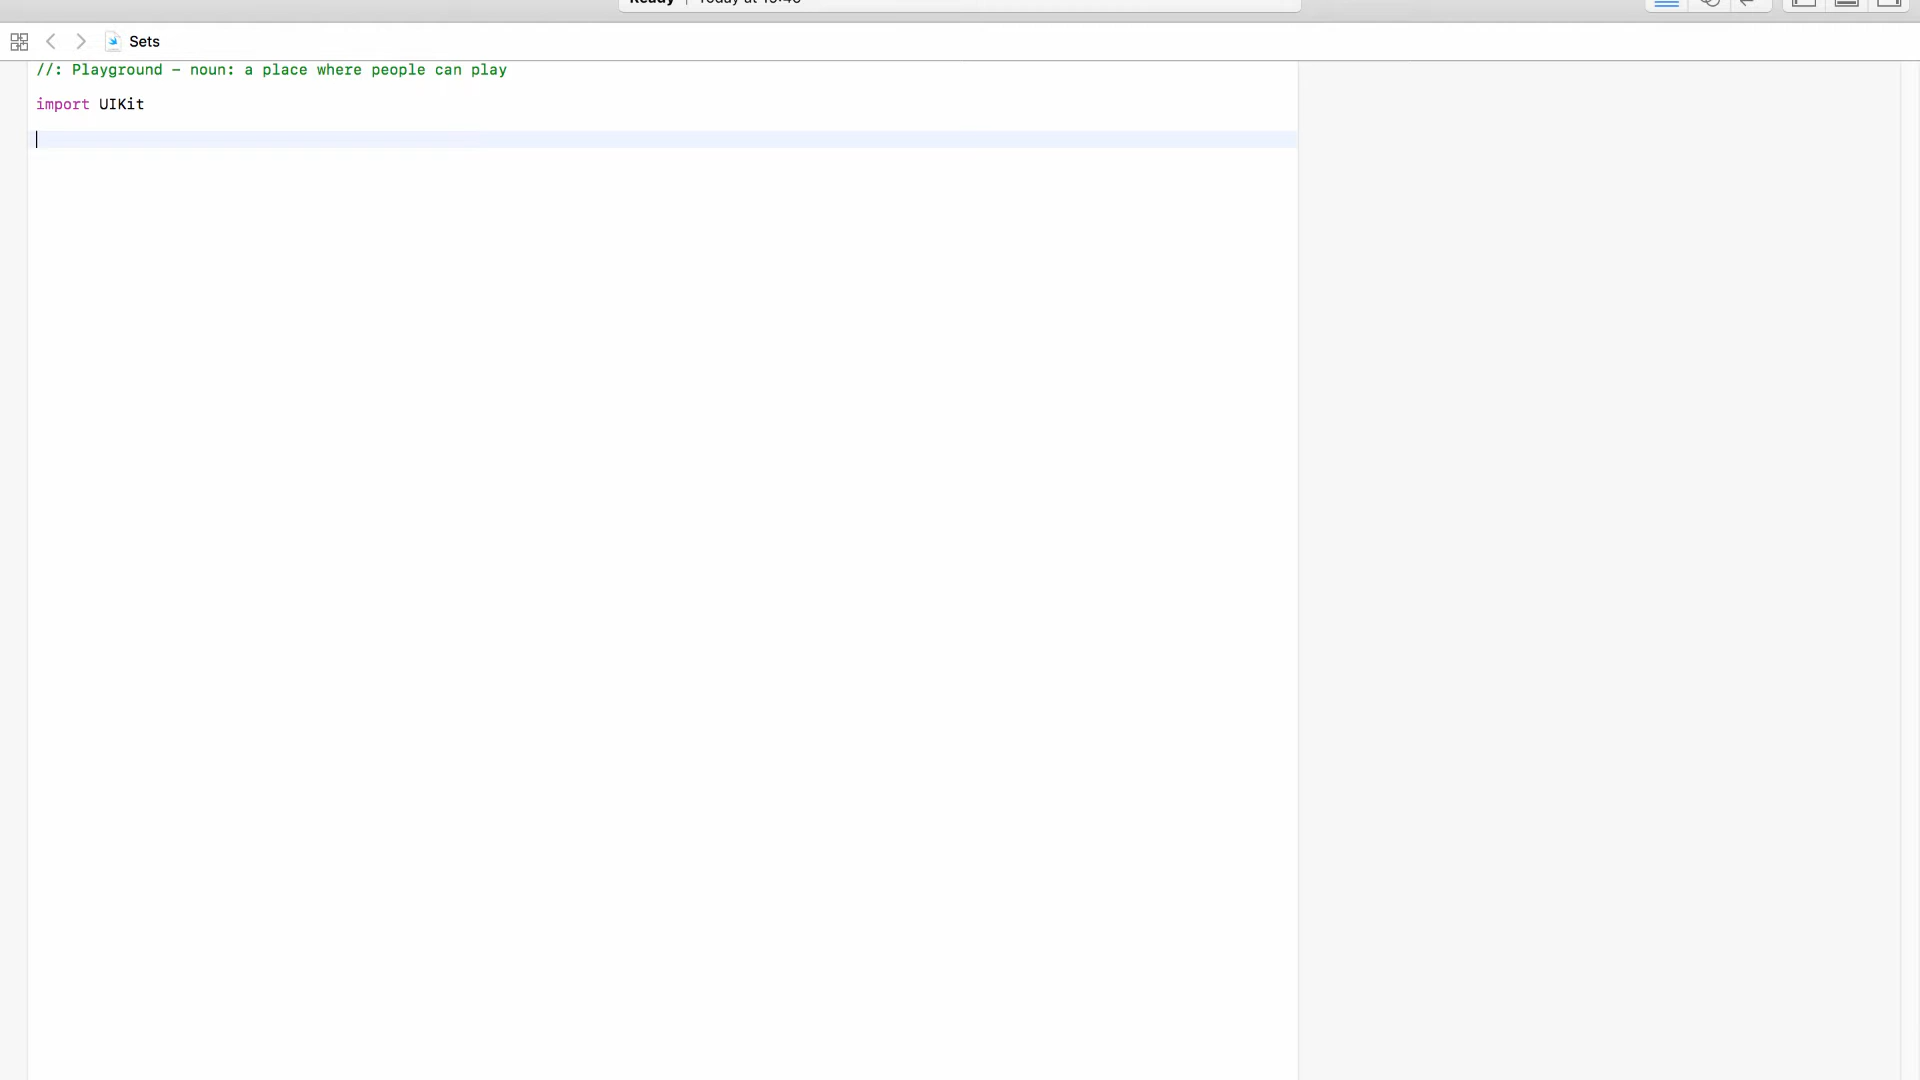 Sets
//: Playground – noun: a place where people can play
import UIKit